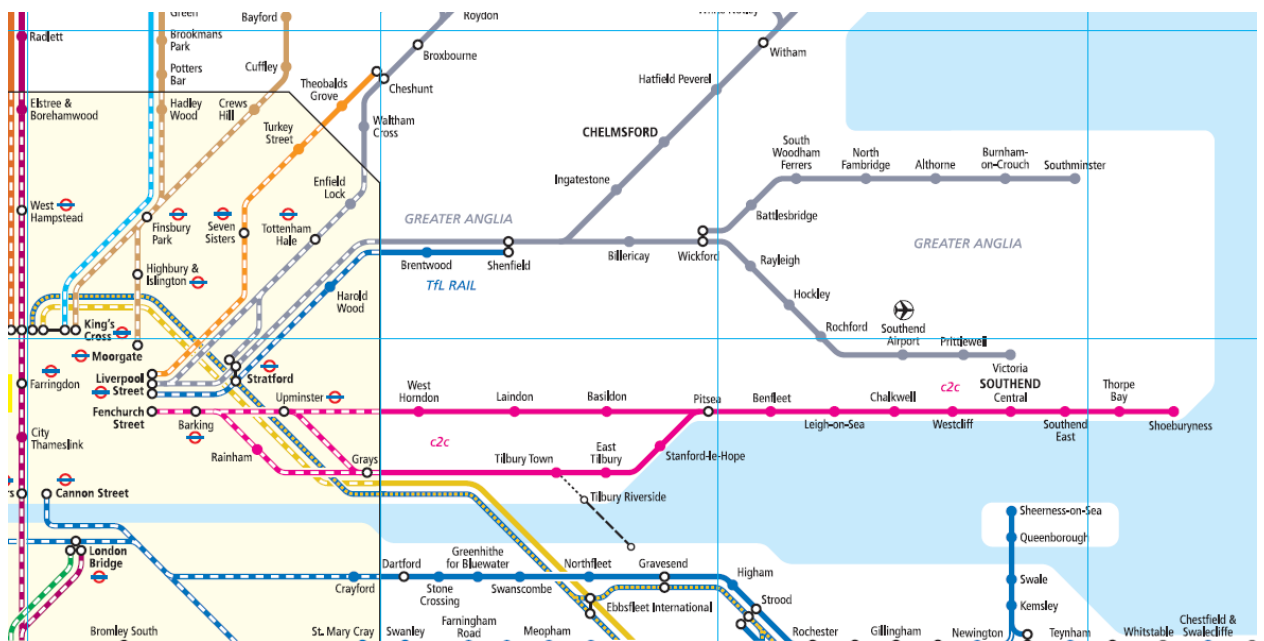 Green
Bayford
Roydon
Radlett
Brookmans
Park
Witham
Broxbourne
Potters
Bar
Cuffley
Theobalds
Grove
Cheshunt
Hatfield Peverel
Elstree &
Borehamwood
Hadley
Wood
Crews
Hill
Waltham
Cross
Turkey
Street
CHELMSFORD
South
Woodham
Ferrers
North
Fambridge
Althorne
Burnham-
on-Crouch
Southminster
Enfield
Lock
Ingatestone
West
Hampstead
Finsbury
Park
Seven
Sisters
Tottenham
Hale
GREATER ANGLIA
Battlesbridge
GREATER ANGLIA
Brentwood
Shenfield
Billericay
Wickford
Rayleigh
Highbury &
Islington
TfL RAIL
Harold
Wood
Hockley
Rochford
Southend
Airport
Prittlewell
King's
Cross
Moorgate
Victoria
Farringdon
Liverpool
Street
Stratford
SOUTHEND
Central
Fenchurch
Street
Barking
Upminster
West
Horndon
Laindon
Basildon
Pitsea
Benfleet
Leigh-on-Sea
Chalkwell
c2c
Westcliff
Thorpe
Bay
Southend
East
Shoeburyness
City
Thameslink
Rainham
c2c
Grays
Tilbury Town
East
Tilbury
Stanford-le-Hope
Cannon Street
s
Tilbury Riverside
Sheerness-on-Sea
Queenborough
London
Bridge
Crayford
Dartford
Stone
Crossing
Greenhithe
for Bluewater
Swanscombe
Northfleet
Gravesend
Higham
Swale
Ebbsfleet International
Strood
Kemsley
Bromley South
St. Mary Cray
Swanley
Farningham
Road
Meopham
Rochester
Gillingham
Newington
Teynham
Whitstable
Chestfield &
Swalecliffe